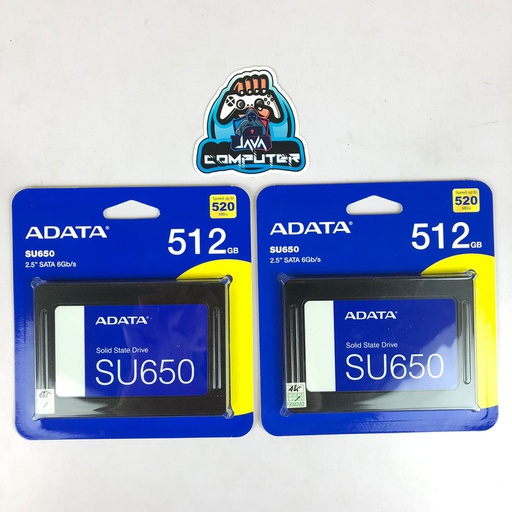 JAVA
COMPUTER
Speed up to
520
MB/s
ADATA
512GB
SU650
2.5" SATA 6Gb/s
ADATA
Solid State Drive
SU650
Speed up to
520
MB/s
ADATA
512GB
SU650
2.5" SATA 6Gb/s
ADATA
Solid State Drive
SU650